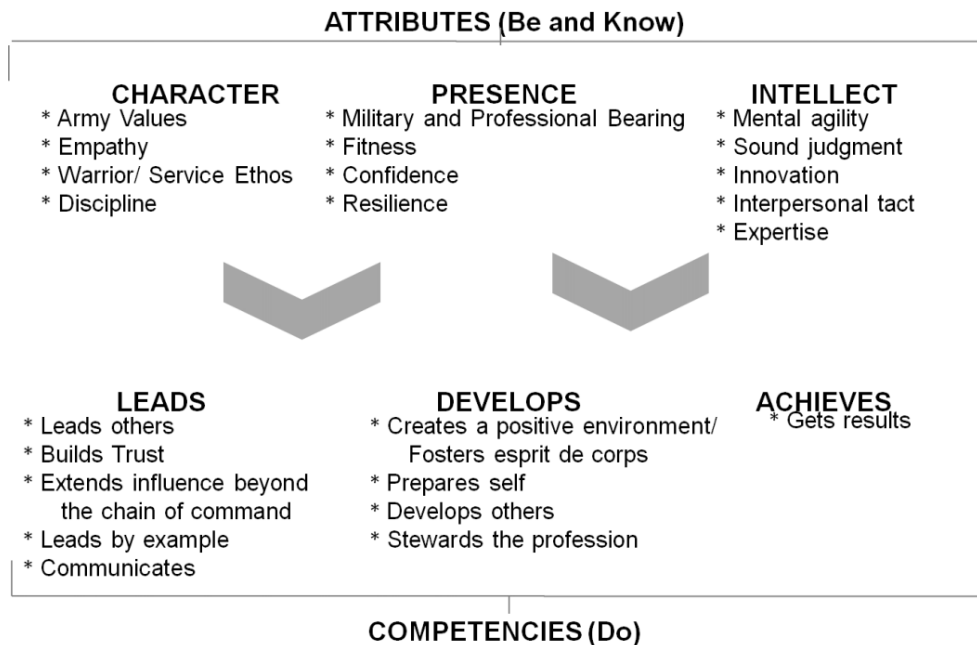 ATTRIBUTES (Be and Know)
CHARACTER
* Army Values
* Empathy
* Warrior/ Service Ethos
* Discipline
PRESENCE
* Military and Professional Bearing
* Fitness
* Confidence
* Resilience
INTELLECT
* Mental agility
* Sound judgment
* Innovation
* Interpersonal tact
* Expertise
LEADS
* Leads others
* Builds Trust
* Extends influence beyond
the chain of command
* Leads by example
* Communicates
DEVELOPS
* Creates a positive environment/
Fosters esprit de corps
* Prepares self
* Develops others
* Stewards the profession
ACHIEVES
* Gets results
COMPETENCIES (Do)